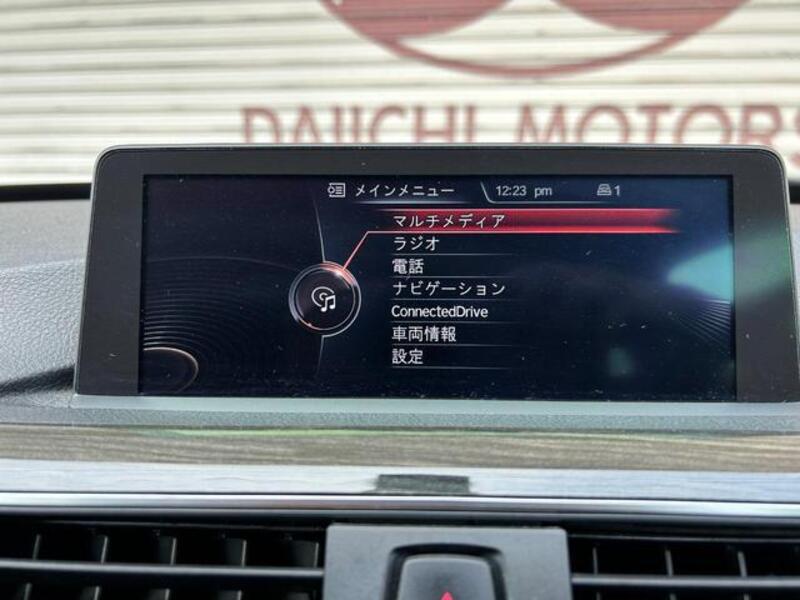 DAIICHI MOTORS
メインメニュー 12:23 pm 1
マルチメディア
ラジオ
電話
ナビゲーション
ConnectedDrive
車両情報
設定